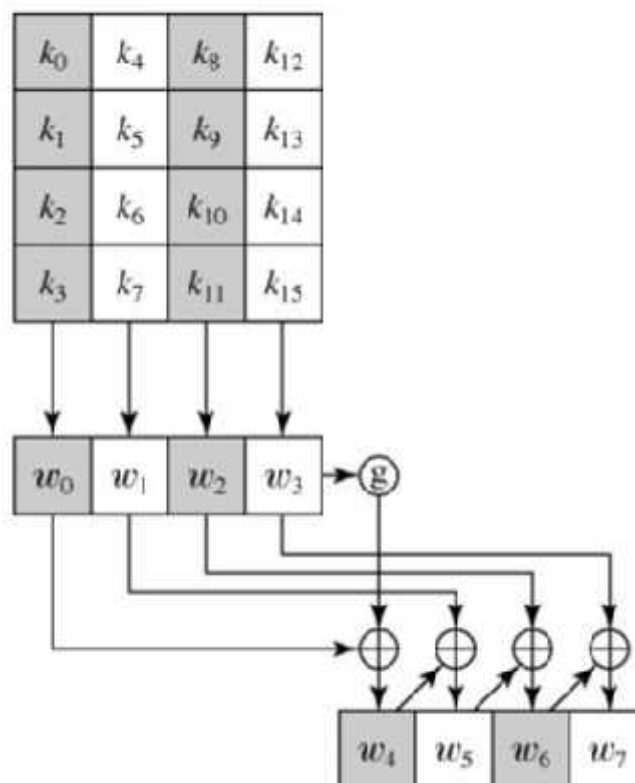 k₀ k₄ k₈ k₁₂
k₁ k₅ k₉ k₁₃
k₂ k₆ k₁₀ k₁₄
k₃ k₇ k₁₁ k₁₅
w₀ w₁ w₂ w₃ g
w₄ w₅ w₆ w₇